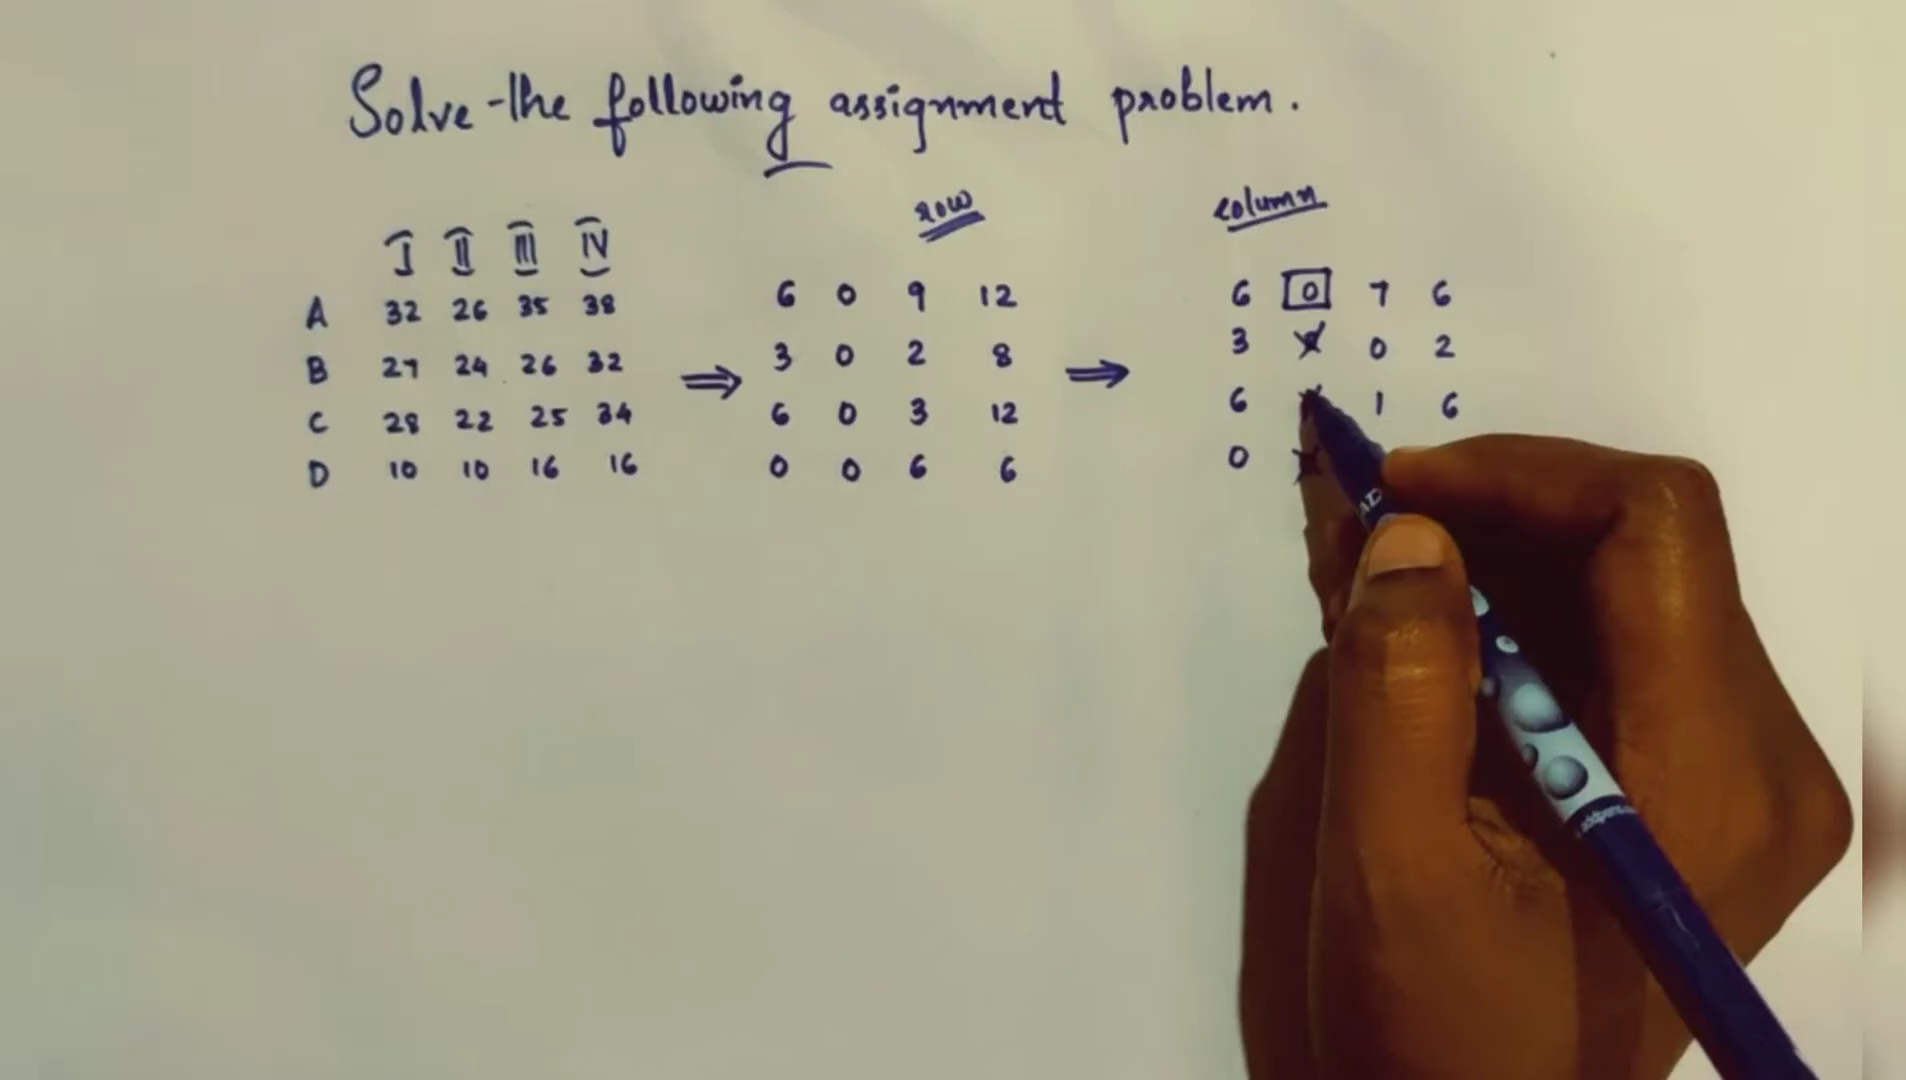 Solve the following assignment problem.
row column
I II III IV
A 32 26 35 38 ⇒ 6 0 9 12 ⇒ 6 0 7 6
B 27 24 26 32 3 0 2 8 3 0 2
C 28 22 25 34 6 0 3 12 6 1 6
D 10 10 16 16 0 0 6 6 0